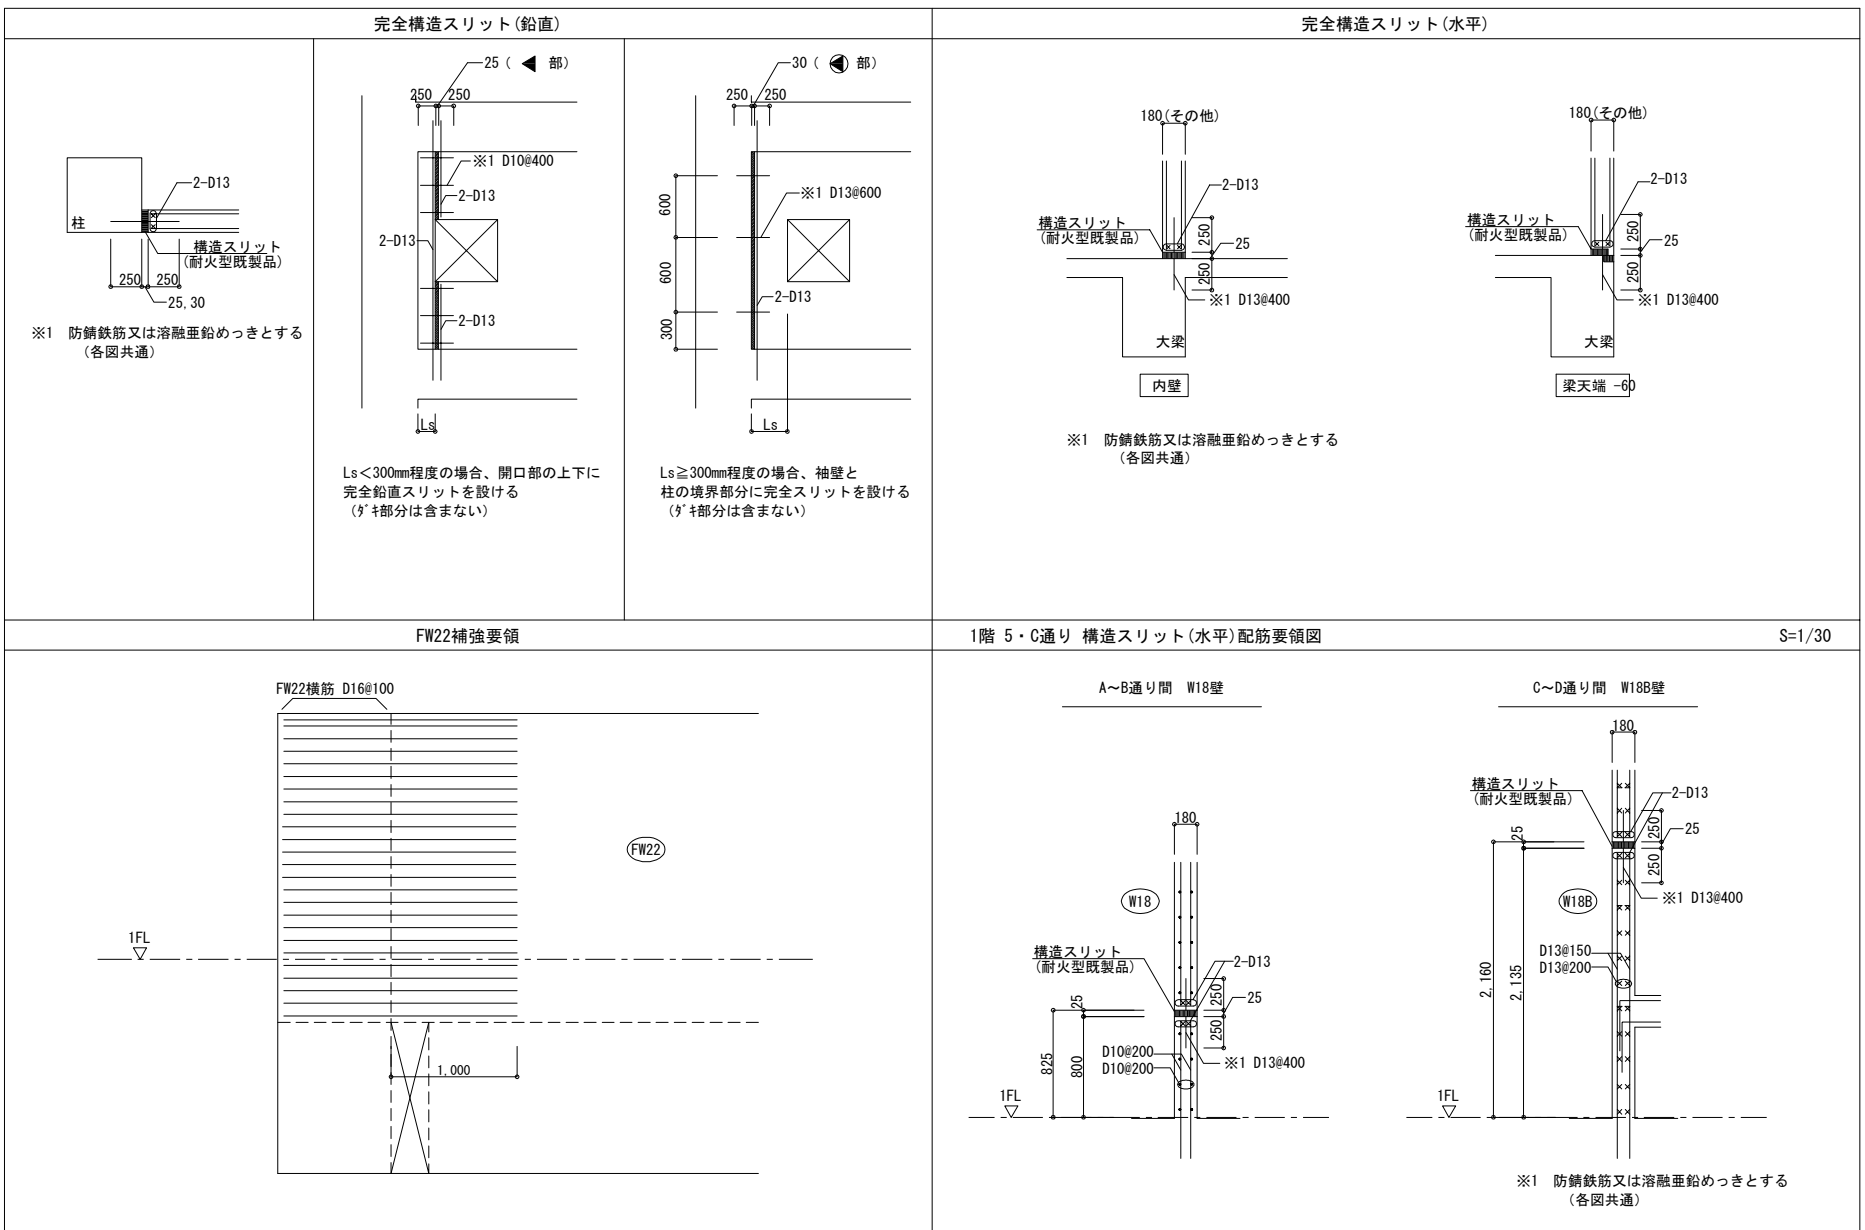 完全構造スリット(鉛直)
柱
2-D13
構造スリット
(耐火型既製品)
250
250
25,30
※1 防錆鉄筋又は溶融亜鉛めっきとする
(各図共通)
25 ( ◀ 部)
250
250
※1 D10@400
2-D13
2-D13
2-D13
Ls
Ls<300mm程度の場合、開口部の上下に
完全鉛直スリットを設ける
(ダキ部分は含まない)
30 ( ◀ 部)
250
250
※1 D13@600
600
600
300
2-D13
Ls
Ls≧300mm程度の場合、袖壁と
柱の境界部分に完全スリットを設ける
(ダキ部分は含まない)
完全構造スリット(水平)
180(その他)
2-D13
構造スリット
(耐火型既製品)
250
25
250
※1 D13@400
大梁
内壁
※1 防錆鉄筋又は溶融亜鉛めっきとする
(各図共通)
180(その他)
2-D13
構造スリット
(耐火型既製品)
250
25
250
※1 D13@400
大梁
梁天端 -60
FW22補強要領
FW22横筋 D16@100
FW22
1FL
1,000
1階 5・C通り 構造スリット(水平)配筋要領図 S=1/30
A~B通り間 W18壁
180
W18
構造スリット
(耐火型既製品)
2-D13
250
25
250
25
825
800
D10@200
D10@200
※1 D13@400
1FL
C~D通り間 W18B壁
180
構造スリット
(耐火型既製品)
2-D13
250
25
250
25
※1 D13@400
W18B
D13@150
D13@200
2,160
2,135
1FL
※1 防錆鉄筋又は溶融亜鉛めっきとする
(各図共通)